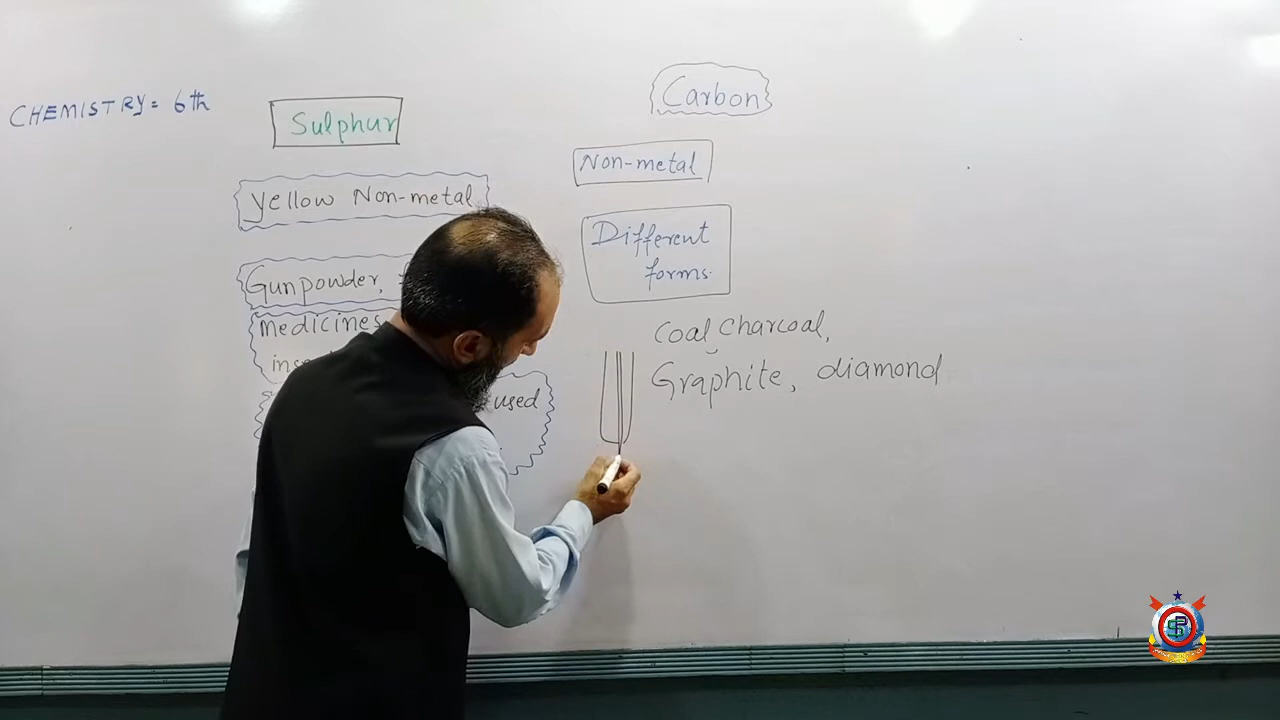 CHEMISTRY= 6th
Sulphur
Yellow Non-metal
Gunpowder,
medicines
used
Carbon
Non-metal
Different
forms.
Coal, Charcoal,
Graphite, diamond